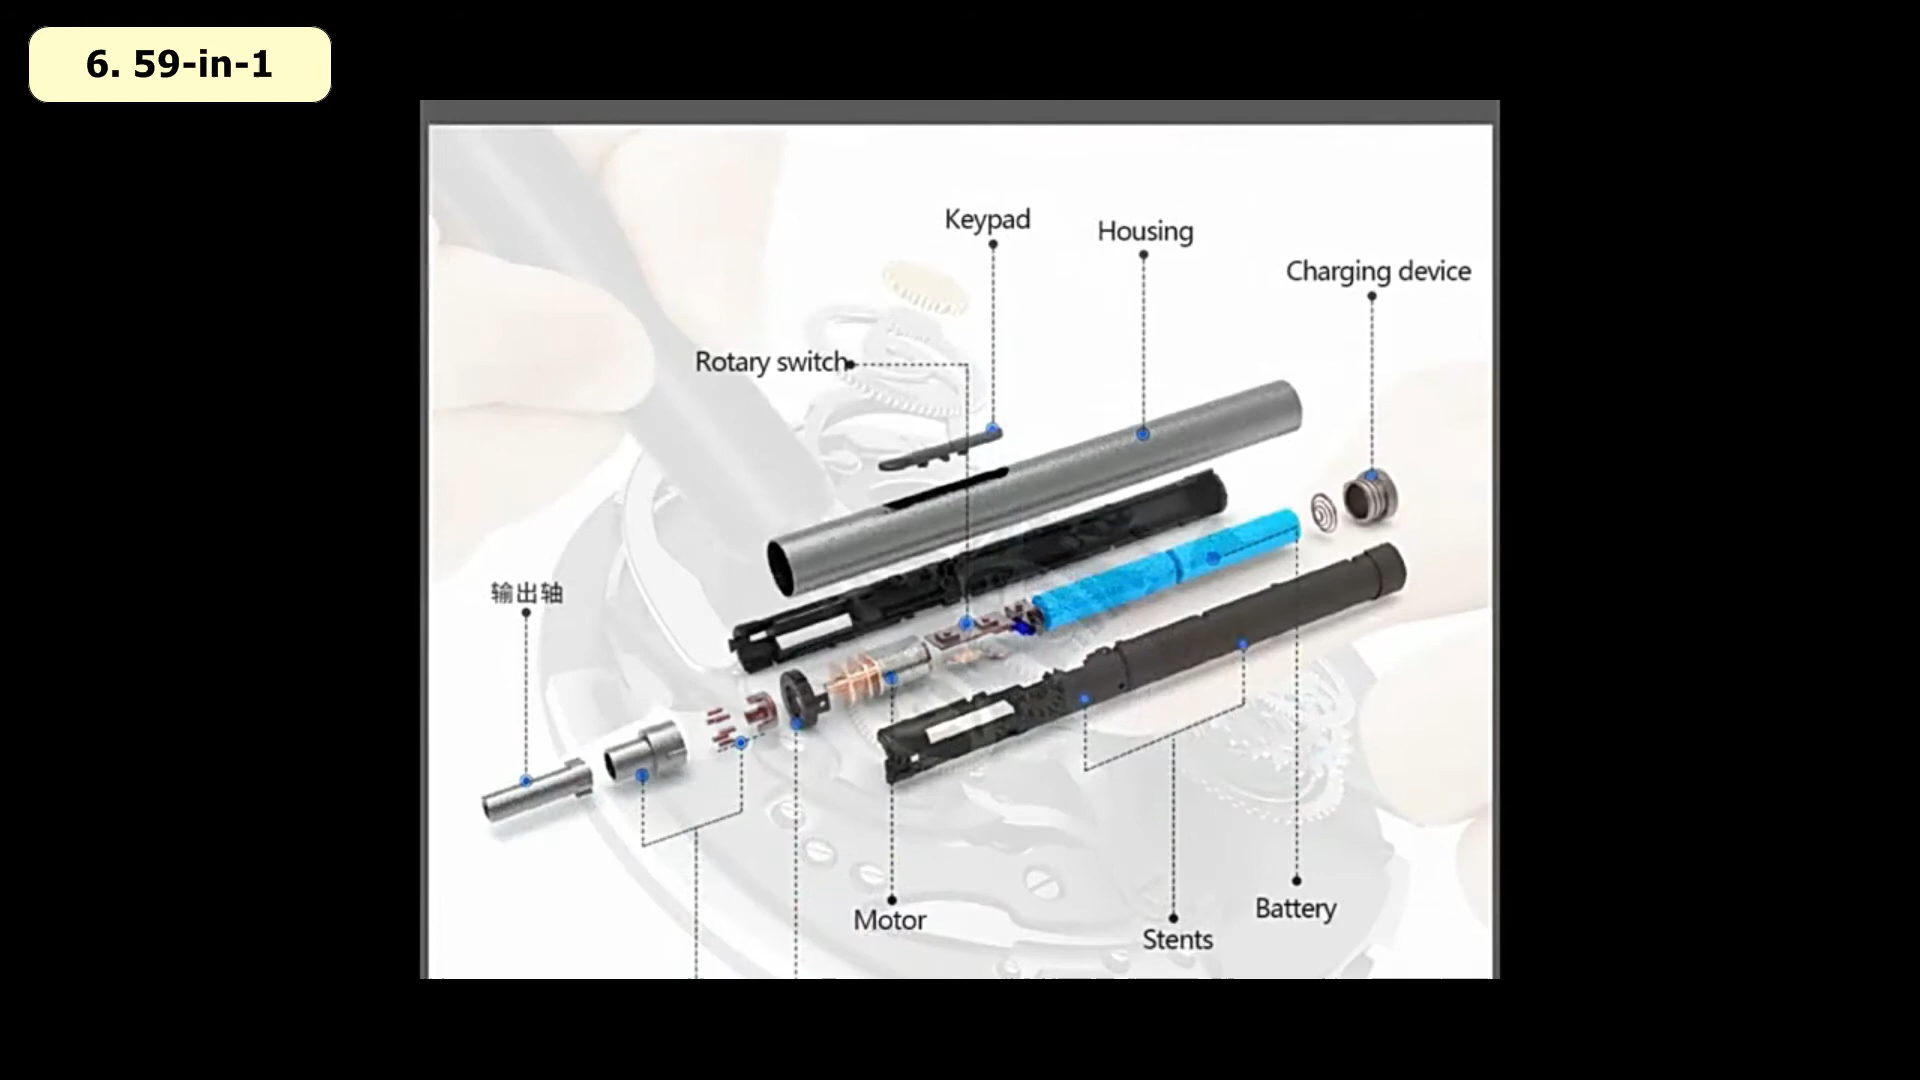 6. 59-in-1
Keypad
Housing
Charging device
Rotary switch
输出轴
Motor
Battery
Stents